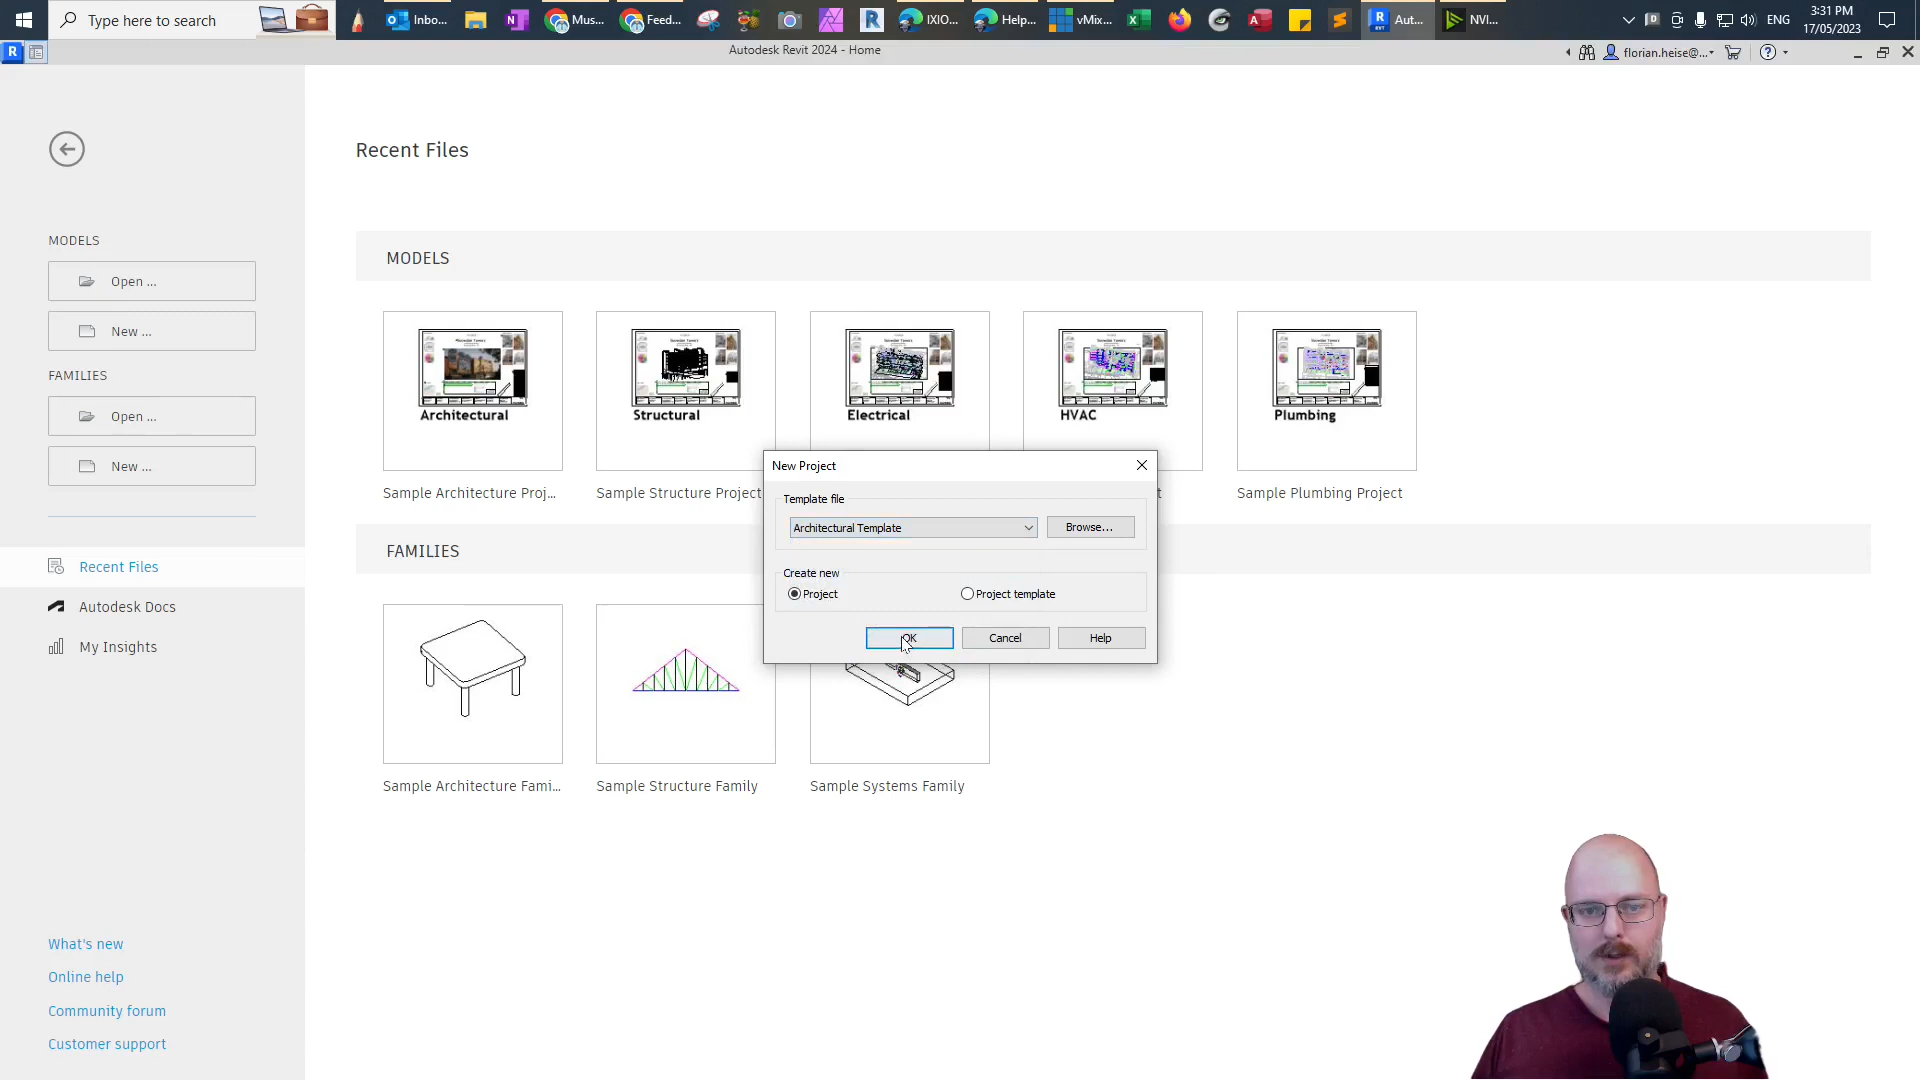 Type here to search
Inbo...
Mus...
Feed...
IXIO...
Help...
vMix...
Aut...
NVI...
ENG
3:31 PM
17/05/2023
Autodesk Revit 2024 - Home
florian.heise@...
Recent Files
MODELS
Open ...
New ...
FAMILIES
Open ...
New ...
Recent Files
Autodesk Docs
My Insights
What's new
Online help
Community forum
Customer support
MODELS
Architectural
Structural
Electrical
HVAC
Plumbing
Sample Architecture Proj...
Sample Structure Project
Sample Plumbing Project
FAMILIES
Sample Architecture Fami...
Sample Structure Family
Sample Systems Family
New Project
Template file
Architectural Template
Browse...
Create new
Project
Project template
OK
Cancel
Help